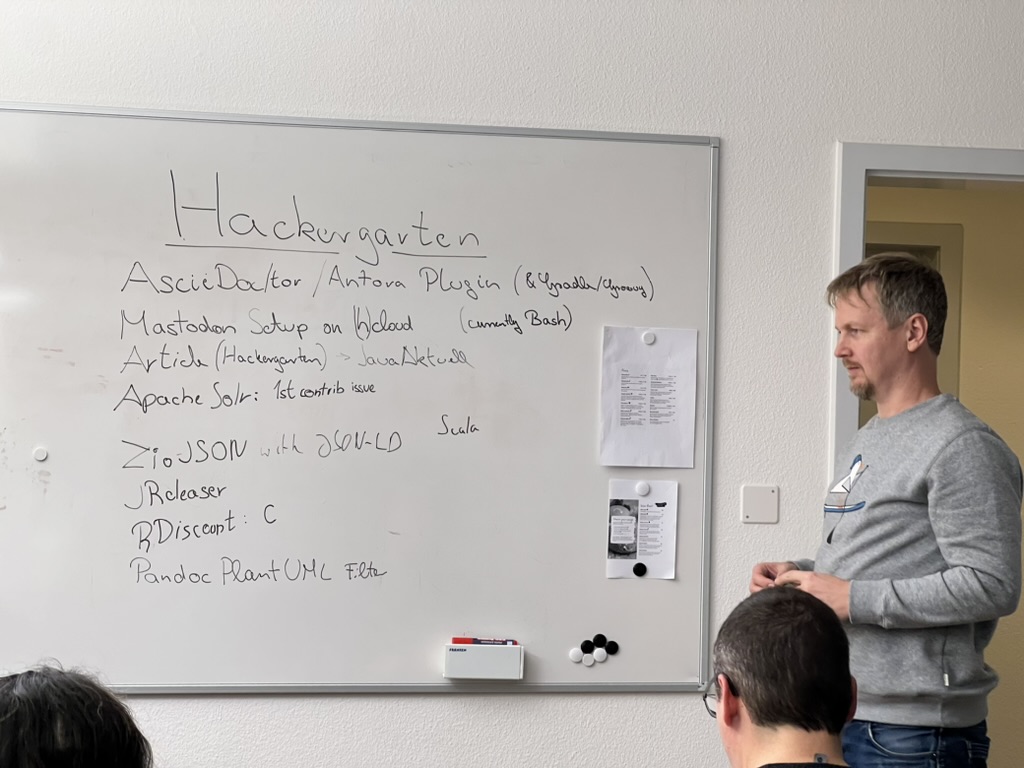 Hackergarten
AsciiDoctor / Antora Plugin (& Gradle/Groovy)
Mastodon Setup on (h)cloud (currently Bash)
Article (Hackergarten) -> JavaAktuell
Apache Solr: 1st contrib issue
Zio-JSON with JSON-LD Scala
JReleaser
RDiscount: C
Pandoc PlantUML Filter